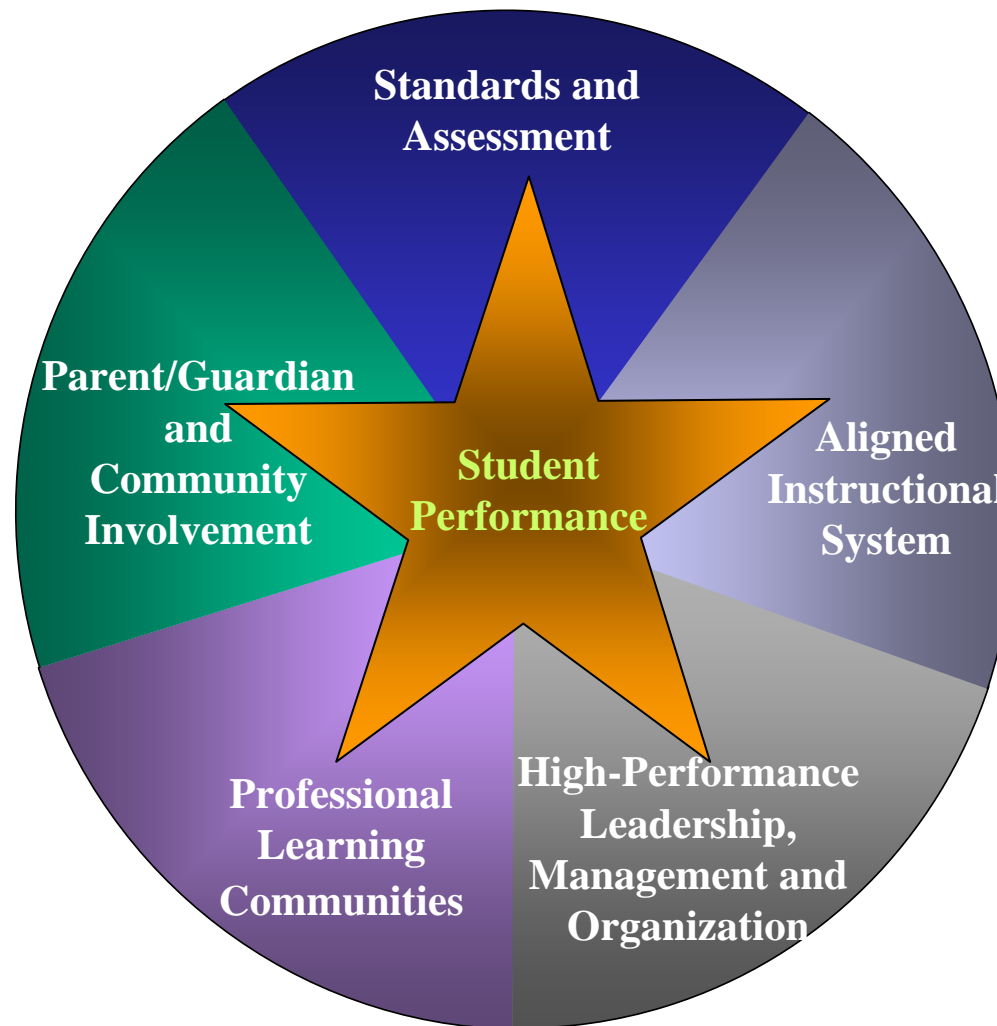 Standards and
Assessment
Parent/Guardian
and
Community
Involvement
Student
Performance
Aligned
Instructional
System
Professional
Learning
Communities
High-Performance
Leadership,
Management and
Organization